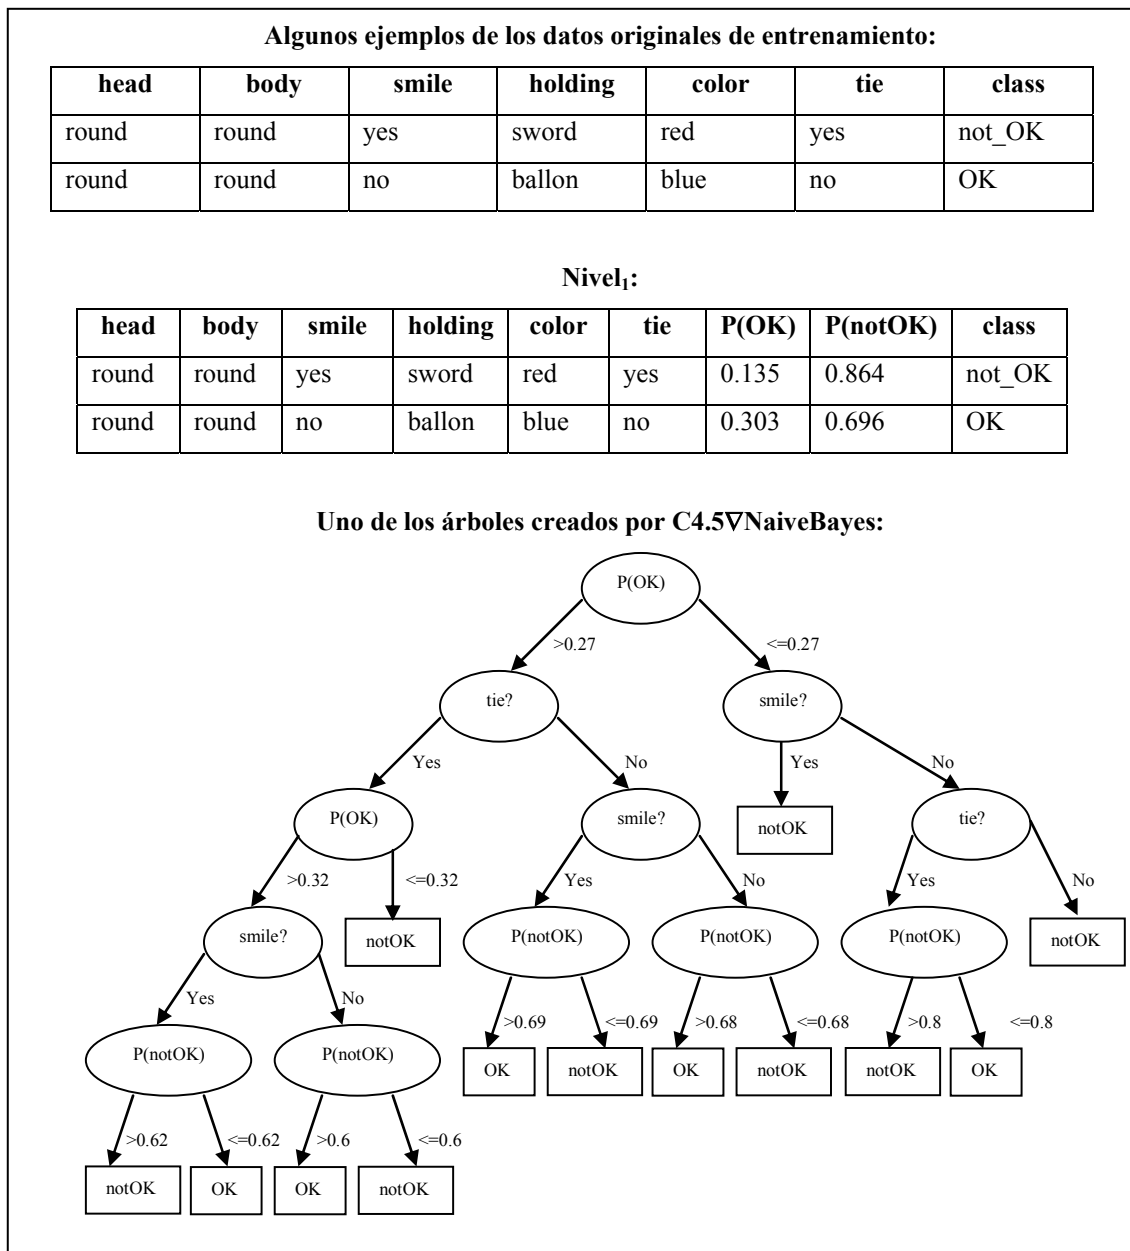 Algunos ejemplos de los datos originales de entrenamiento:
head body smile holding color tie class
round round yes sword red yes not_OK
round round no ballon blue no OK
Nivel₁:
head body smile holding color tie P(OK) P(notOK) class
round round yes sword red yes 0.135 0.864 not_OK
round round no ballon blue no 0.303 0.696 OK
Uno de los árboles creados por C4.5∇NaiveBayes:
P(OK)
>0.27 <=0.27
tie? smile?
Yes No Yes No
P(OK) smile? notOK tie?
>0.32 <=0.32 Yes No Yes No
smile? notOK P(notOK) P(notOK) P(notOK) notOK
Yes No >0.69 <=0.69 >0.68 <=0.68 >0.8 <=0.8
P(notOK) P(notOK) OK notOK OK notOK notOK OK
>0.62 <=0.62 >0.6 <=0.6
notOK OK OK notOK